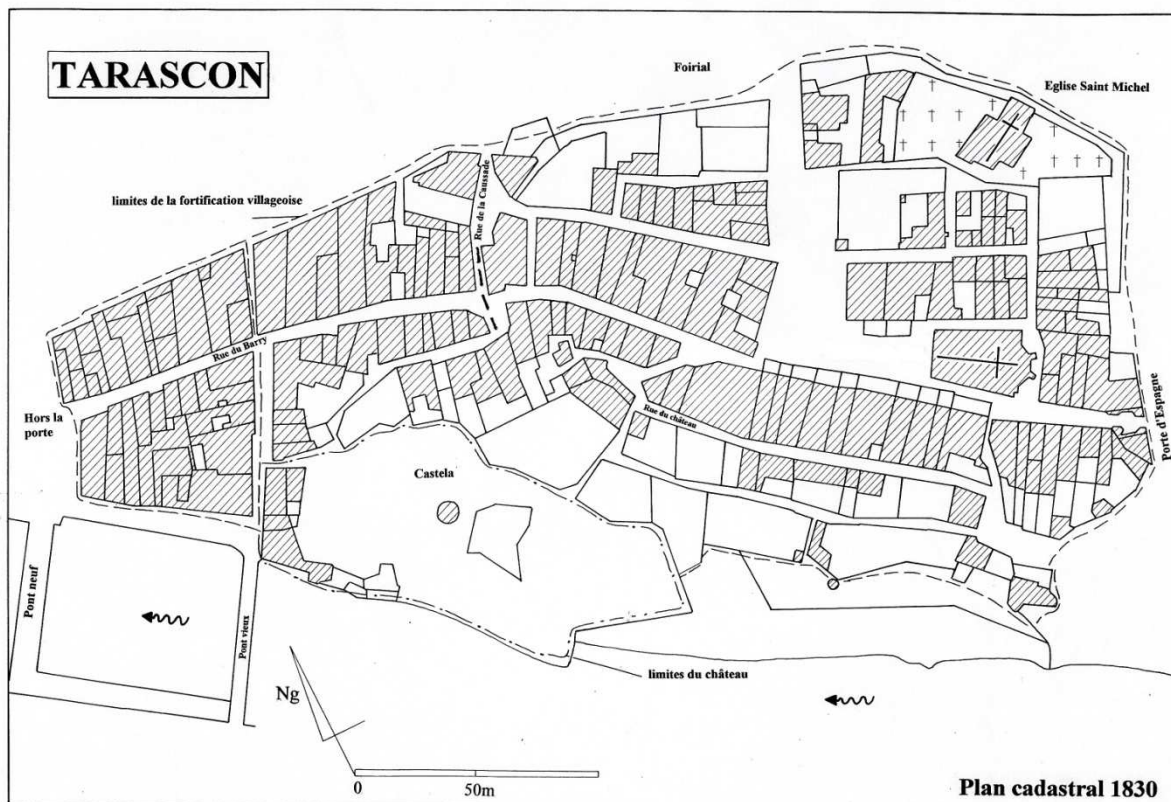 TARASCON
Foirial
Eglise Saint Michel
limites de la fortification villageoise
Rue de la Caussade
Rue du Barry
Hors la
porte
Rue du château
Porte d'Espagne
Castela
Pont neuf
Pont vieux
limites du château
Ng
0
50m
Plan cadastral 1830